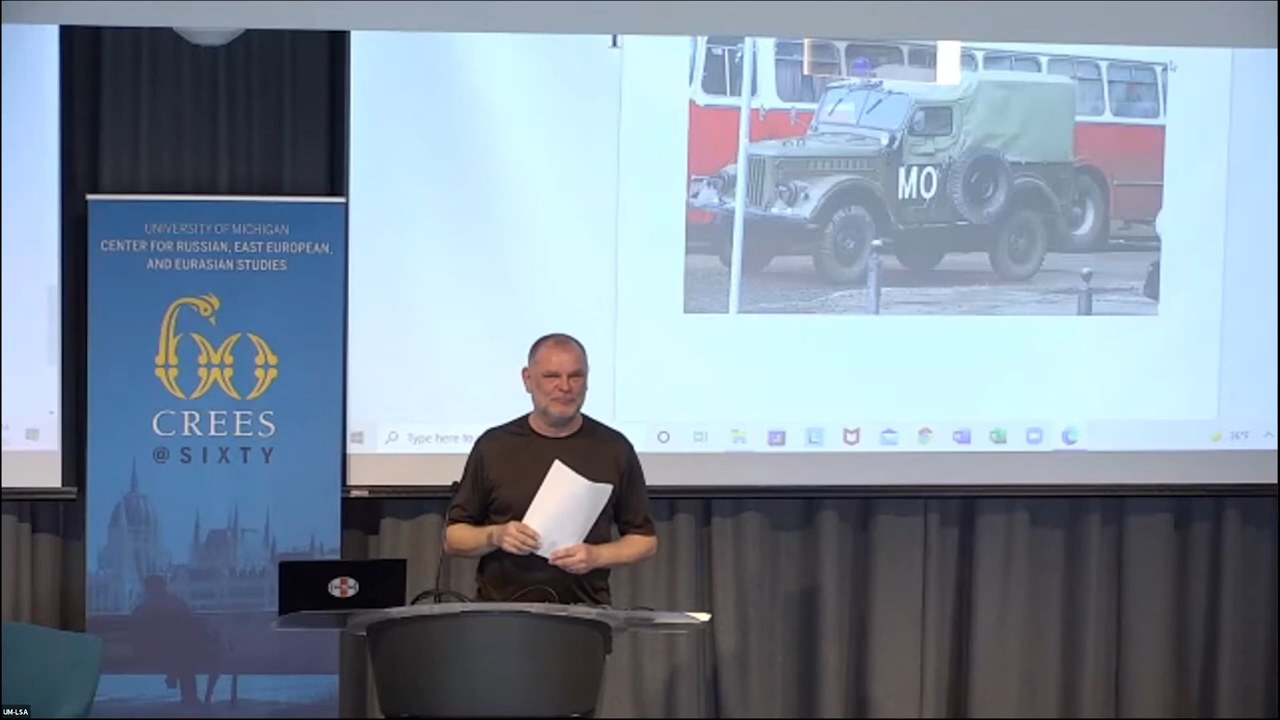 UNIVERSITY OF MICHIGAN
CENTER FOR RUSSIAN, EAST EUROPEAN,
AND EURASIAN STUDIES
60
CREES
@SIXTY
MO
Type here to
UM-LSA